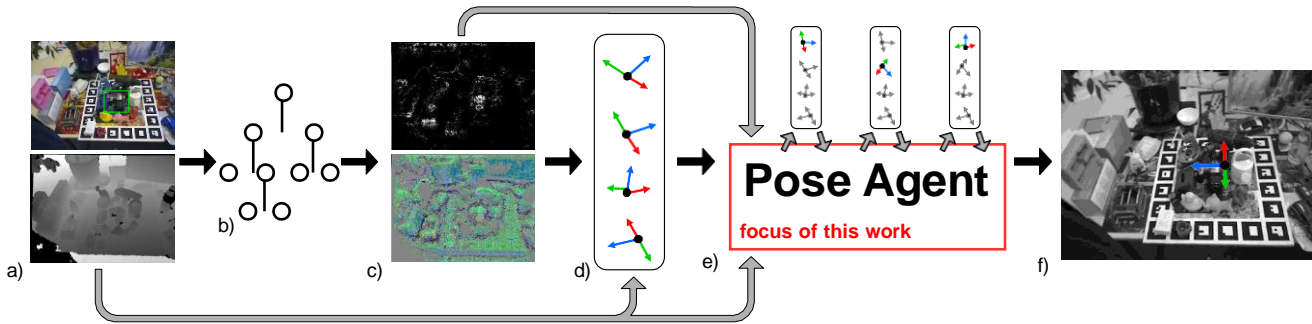 a)
b)
c)
d)
e)
Pose Agent
focus of this work
f)